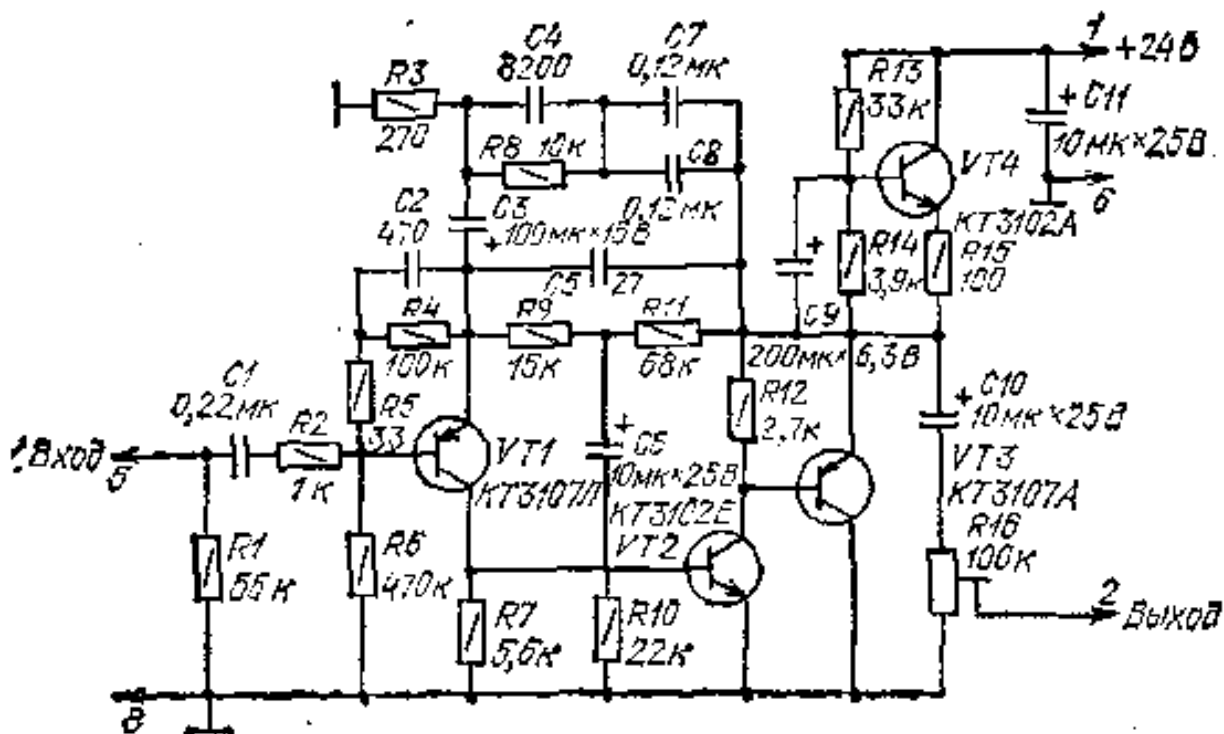 C4
8200
C7
0,12мк
R3
270
R8 10к
C8
0,12мк
R13
33к
1
+24В
+ C11
10мк×25В
6
VT4
КТ3102А
C2
470
C3
+ 100мк×15В
C5 27
+
R14
3,9к
R15
100
R4
100к
R9
15к
R11
68к
C9
200мк×6,3В
C1
0,22мк
R2
1к
R5
33
Вход
5
VT1
КТ3107Л
+
10мк×25В
КТ3102Е
VT2
R12
2,7к
+ C10
10мк×25В
VT3
КТ3107А
R16
100к
2
Выход
R1
R6
470к
R7
5,6к
R10
22к
8